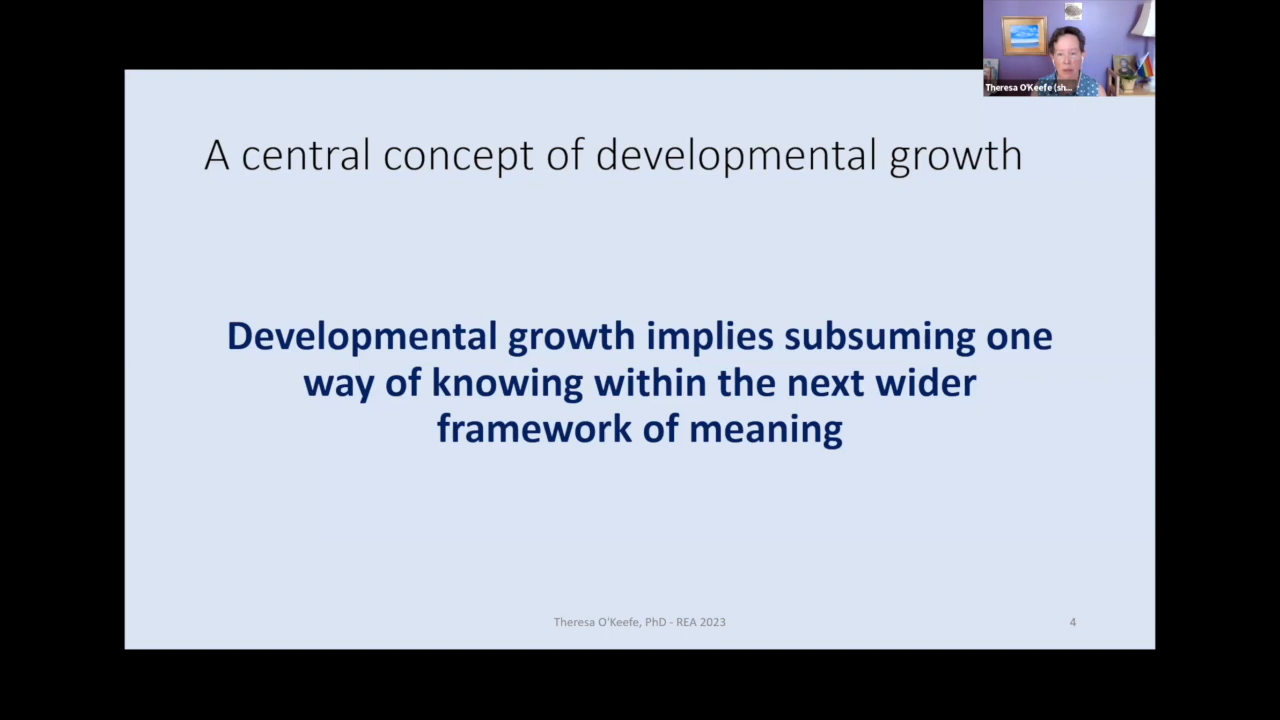 Theresa O'Keefe (sh...
A central concept of developmental growth
Developmental growth implies subsuming one
way of knowing within the next wider
framework of meaning
Theresa O'Keefe, PhD - REA 2023
4